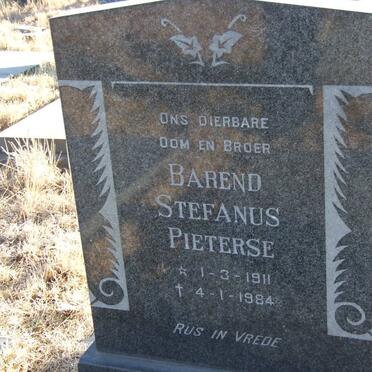 ONS DIERBARE
OOM EN BROER
BAREND
STEFANUS
PIETERSE
☆ 1-3-1911
† 4-1-1984
RUS IN VREDE